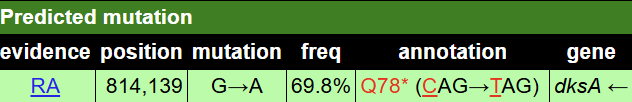 Predicted mutation
evidence position mutation freq annotation gene
RA 814,139 G→A 69.8% Q78* (CAG→TAG) dksA ←